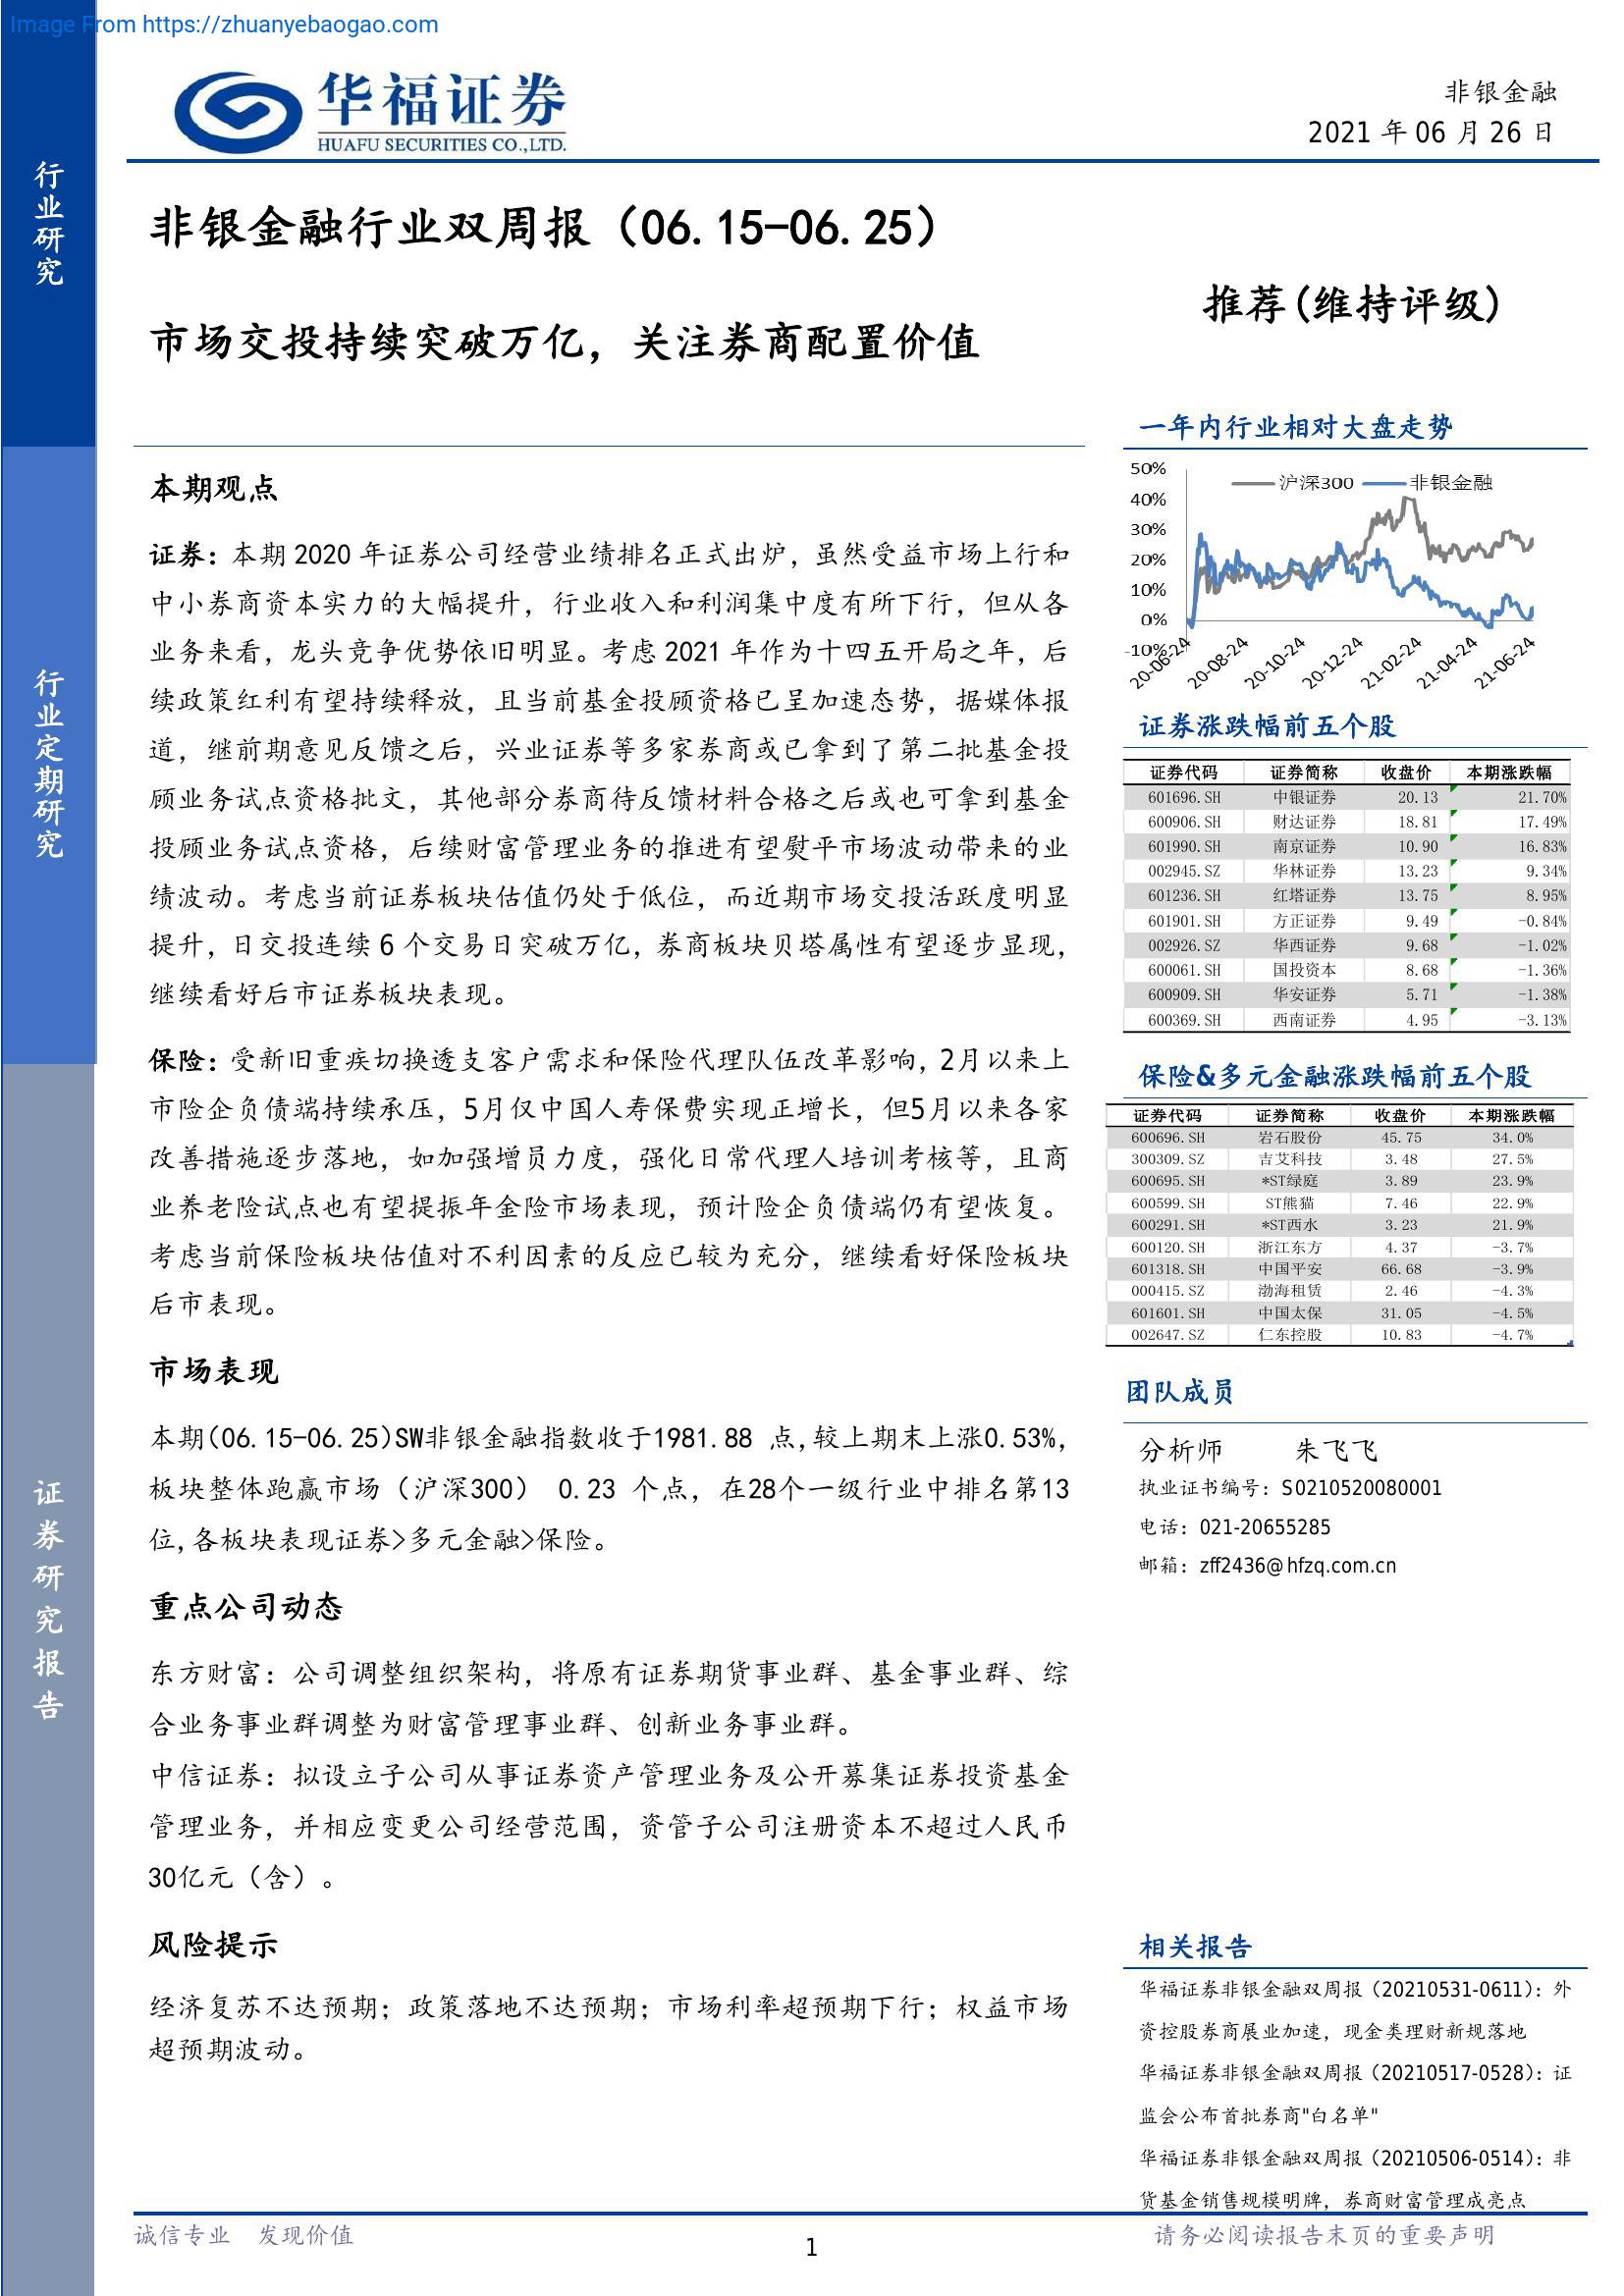 Image From https://zhuanyebaogao.com
华福证券
HUAFU SECURITIES CO.,LTD.
非银金融
2021 年 06 月 26 日
行业研究
行业定期研究
证券研究报告
非银金融行业双周报（06.15-06.25）
市场交投持续突破万亿，关注券商配置价值
推荐(维持评级)
本期观点
证券：本期 2020 年证券公司经营业绩排名正式出炉，虽然受益市场上行和
中小券商资本实力的大幅提升，行业收入和利润集中度有所下行，但从各
业务来看，龙头竞争优势依旧明显。考虑 2021 年作为十四五开局之年，后
续政策红利有望持续释放，且当前基金投顾资格已呈加速态势，据媒体报
道，继前期意见反馈之后，兴业证券等多家券商或已拿到了第二批基金投
顾业务试点资格批文，其他部分券商待反馈材料合格之后或也可拿到基金
投顾业务试点资格，后续财富管理业务的推进有望熨平市场波动带来的业
绩波动。考虑当前证券板块估值仍处于低位，而近期市场交投活跃度明显
提升，日交投连续 6 个交易日突破万亿，券商板块贝塔属性有望逐步显现，
继续看好后市证券板块表现。
保险：受新旧重疾切换透支客户需求和保险代理队伍改革影响，2月以来上
市险企负债端持续承压，5月仅中国人寿保费实现正增长，但5月以来各家
改善措施逐步落地，如加强增员力度，强化日常代理人培训考核等，且商
业养老险试点也有望提振年金险市场表现，预计险企负债端仍有望恢复。
考虑当前保险板块估值对不利因素的反应已较为充分，继续看好保险板块
后市表现。
市场表现
本期(06.15-06.25)SW非银金融指数收于1981.88 点,较上期末上涨0.53%,
板块整体跑赢市场（沪深300） 0.23 个点，在28个一级行业中排名第13
位,各板块表现证券>多元金融>保险。
重点公司动态
东方财富：公司调整组织架构，将原有证券期货事业群、基金事业群、综
合业务事业群调整为财富管理事业群、创新业务事业群。
中信证券：拟设立子公司从事证券资产管理业务及公开募集证券投资基金
管理业务，并相应变更公司经营范围，资管子公司注册资本不超过人民币
30亿元（含）。
风险提示
经济复苏不达预期；政策落地不达预期；市场利率超预期下行；权益市场
超预期波动。
一年内行业相对大盘走势
沪深300 非银金融
50%
40%
30%
20%
10%
0%
-10%
20-06-24 20-08-24 20-10-24 20-12-24 21-02-24 21-04-24 21-06-24
证券涨跌幅前五个股
证券代码 证券简称 收盘价 本期涨跌幅
601696.SH 中银证券 20.13 21.70%
600906.SH 财达证券 18.81 17.49%
601990.SH 南京证券 10.90 16.83%
002945.SZ 华林证券 13.23 9.34%
601236.SH 红塔证券 13.75 8.95%
601901.SH 方正证券 9.49 -0.84%
002926.SZ 华西证券 9.68 -1.02%
600061.SH 国投资本 8.68 -1.36%
600909.SH 华安证券 5.71 -1.38%
600369.SH 西南证券 4.95 -3.13%
保险&多元金融涨跌幅前五个股
证券代码 证券简称 收盘价 本期涨跌幅
600696.SH 岩石股份 45.75 34.0%
300309.SZ 吉艾科技 3.48 27.5%
600695.SH *ST绿庭 3.89 23.9%
600599.SH ST熊猫 7.46 22.9%
600291.SH *ST西水 3.23 21.9%
600120.SH 浙江东方 4.37 -3.7%
601318.SH 中国平安 66.68 -3.9%
000415.SZ 渤海租赁 2.46 -4.3%
601601.SH 中国太保 31.05 -4.5%
002647.SZ 仁东控股 10.83 -4.7%
团队成员
分析师 朱飞飞
执业证书编号：S0210520080001
电话：021-20655285
邮箱：zff2436@hfzq.com.cn
相关报告
华福证券非银金融双周报（20210531-0611）：外
资控股券商展业加速，现金类理财新规落地
华福证券非银金融双周报（20210517-0528）：证
监会公布首批券商"白名单"
华福证券非银金融双周报（20210506-0514）：非
货基金销售规模明牌，券商财富管理成亮点
诚信专业 发现价值
1
请务必阅读报告末页的重要声明